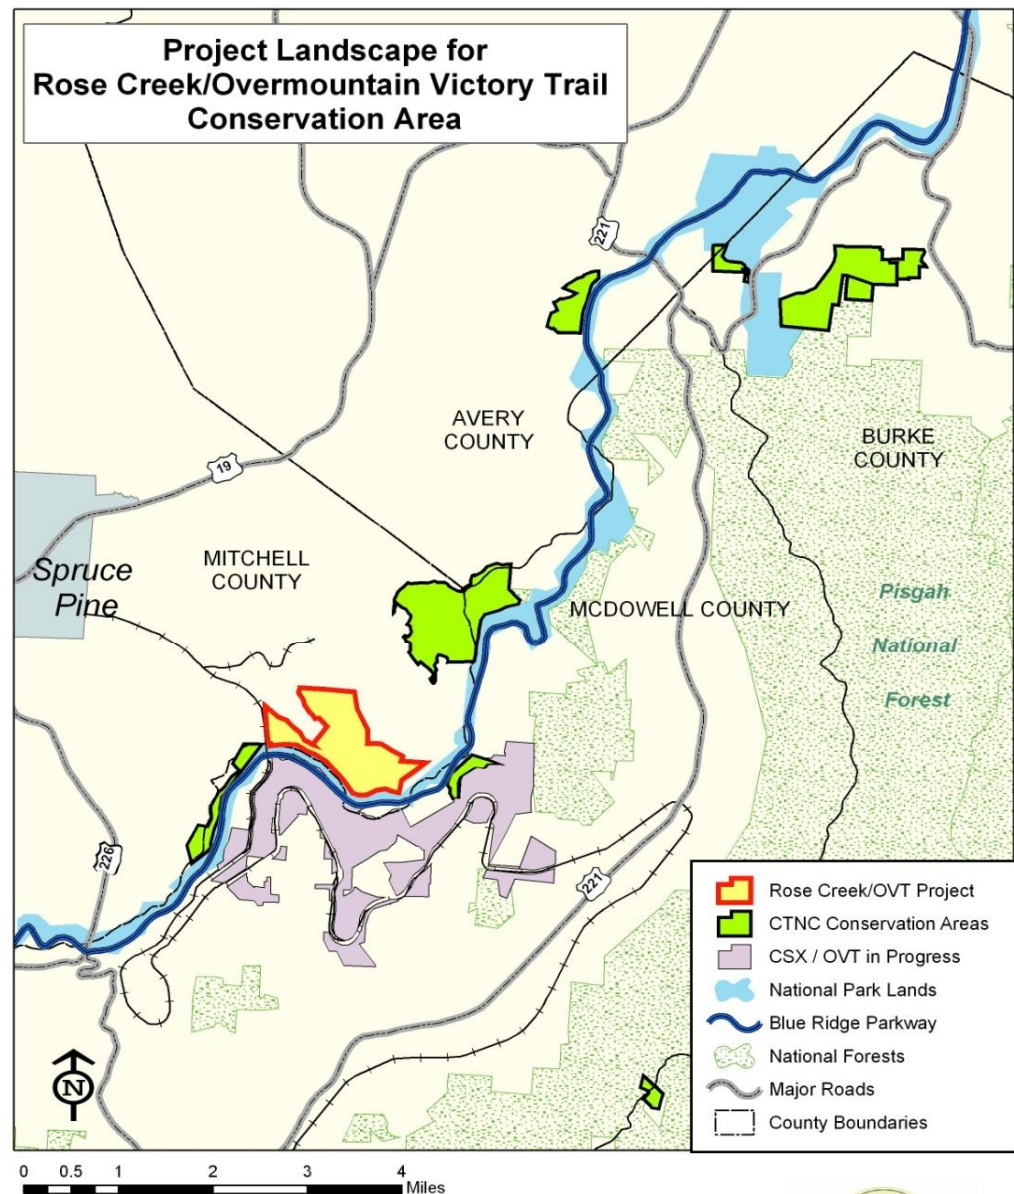 Project Landscape for
Rose Creek/Overmountain Victory Trail
Conservation Area
221
AVERY
COUNTY
BURKE
COUNTY
19
Spruce
Pine
MITCHELL
COUNTY
MCDOWELL COUNTY
Pisgah
National
Forest
226
221
Rose Creek/OVT Project
CTNC Conservation Areas
CSX / OVT in Progress
National Park Lands
Blue Ridge Parkway
National Forests
Major Roads
County Boundaries
N
0 0.5 1 2 3 4
Miles